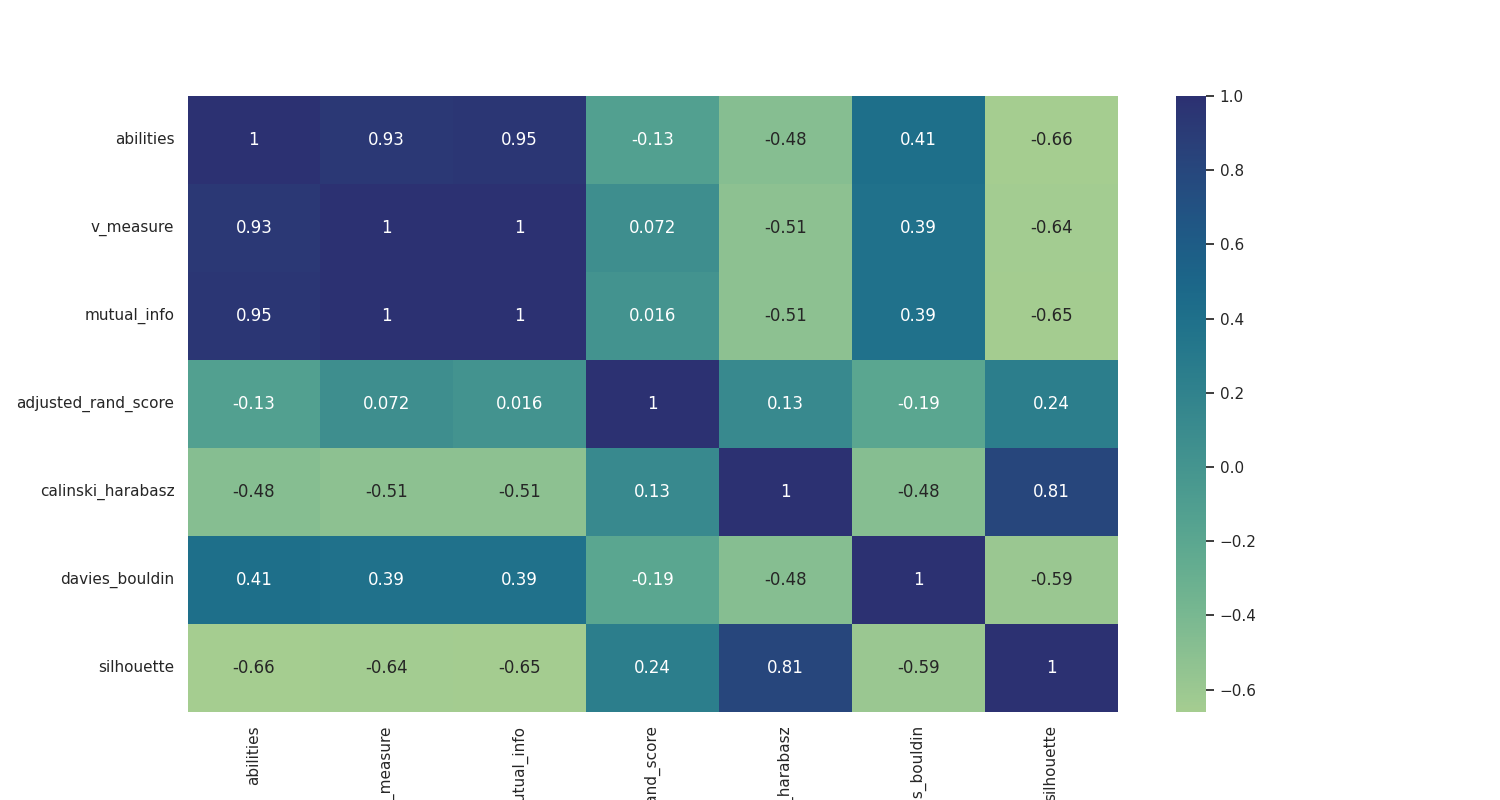 abilities 1 0.93 0.95 -0.13 -0.48 0.41 -0.66
v_measure 0.93 1 1 0.072 -0.51 0.39 -0.64
mutual_info 0.95 1 1 0.016 -0.51 0.39 -0.65
adjusted_rand_score -0.13 0.072 0.016 1 0.13 -0.19 0.24
calinski_harabasz -0.48 -0.51 -0.51 0.13 1 -0.48 0.81
davies_bouldin 0.41 0.39 0.39 -0.19 -0.48 1 -0.59
silhouette -0.66 -0.64 -0.65 0.24 0.81 -0.59 1
abilities
_measure
utual_info
and_score
_harabasz
s_bouldin
silhouette
1.0
0.8
0.6
0.4
0.2
0.0
−0.2
−0.4
−0.6